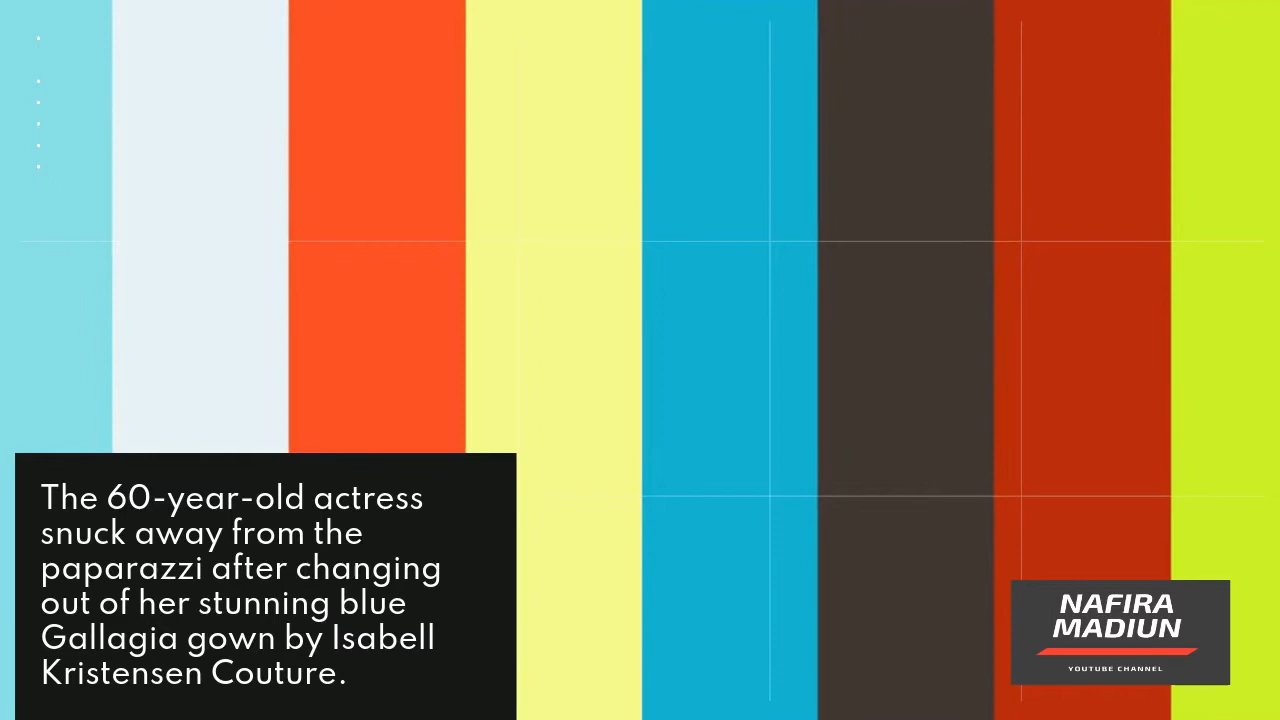 The 60-year-old actress
snuck away from the
paparazzi after changing
out of her stunning blue
Gallagia gown by Isabell
Kristensen Couture.
NAFIRA
MADIUN
YOUTUBE CHANNEL